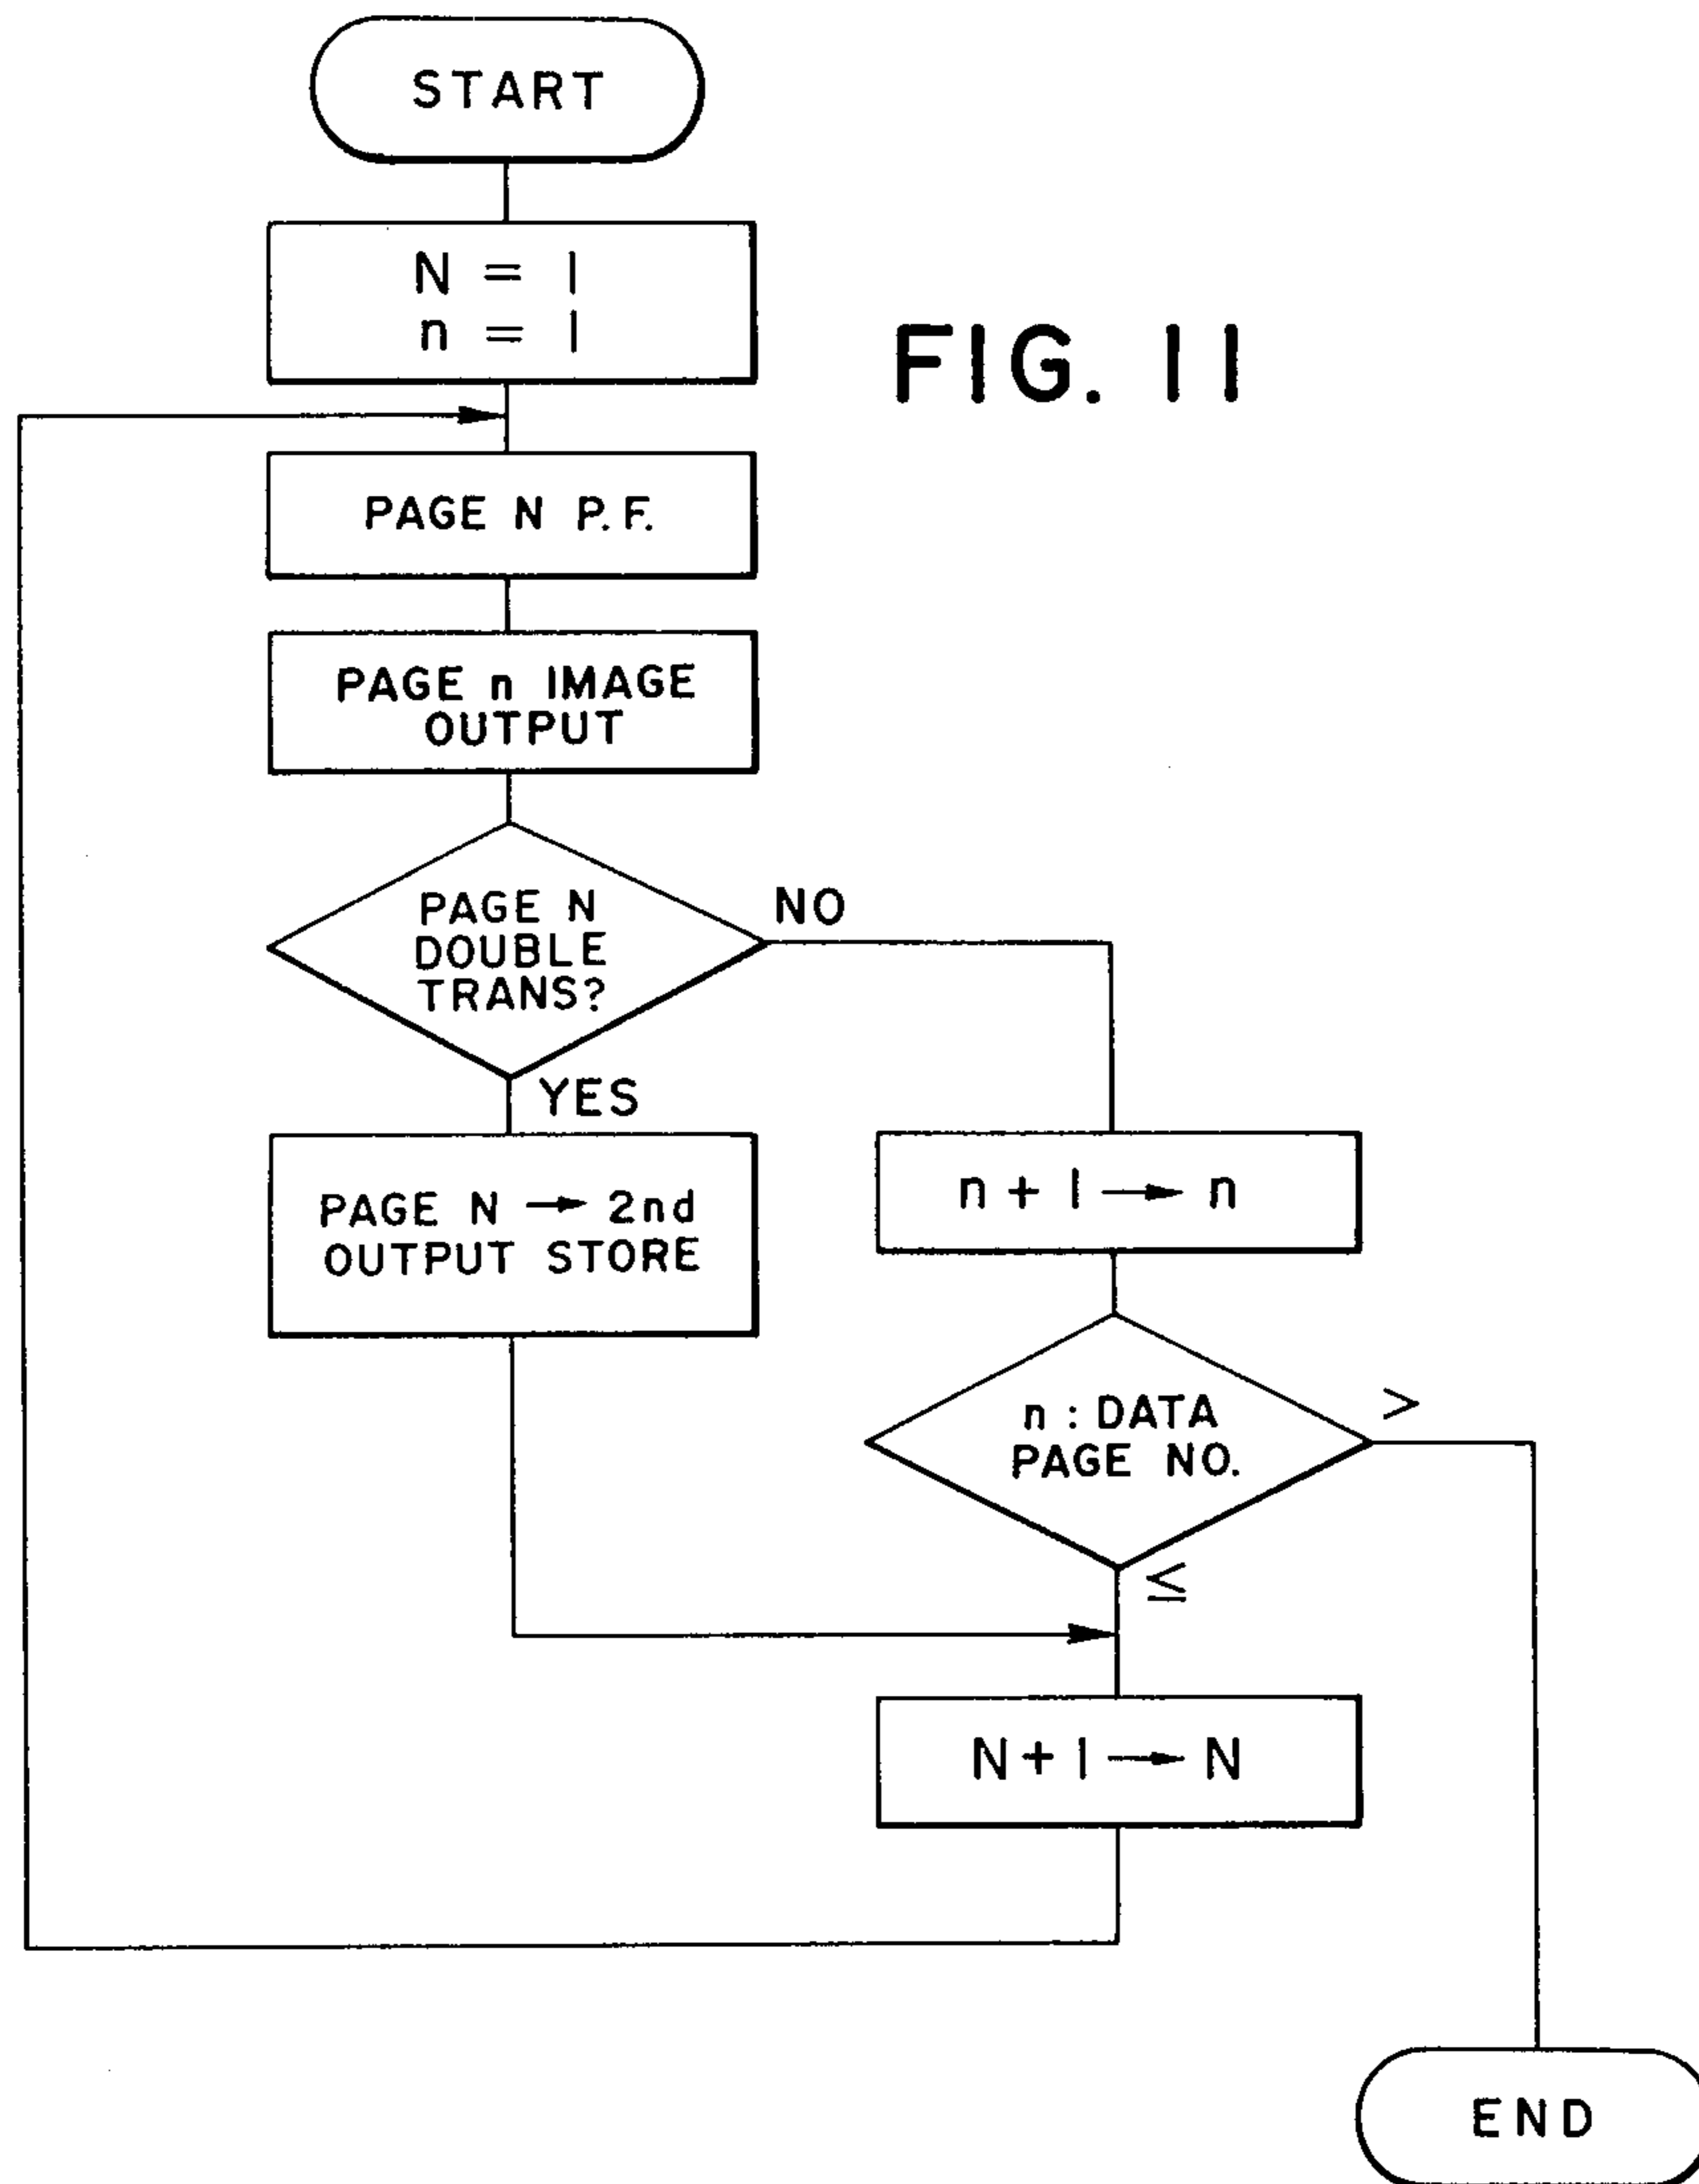 START
N = 1
n = 1
FIG. 11
PAGE N P.F.
PAGE n IMAGE
OUTPUT
PAGE N
DOUBLE
TRANS?
NO
YES
PAGE N → 2nd
OUTPUT STORE
n + 1 → n
n : DATA
PAGE NO.
>
≤
N + 1 → N
END